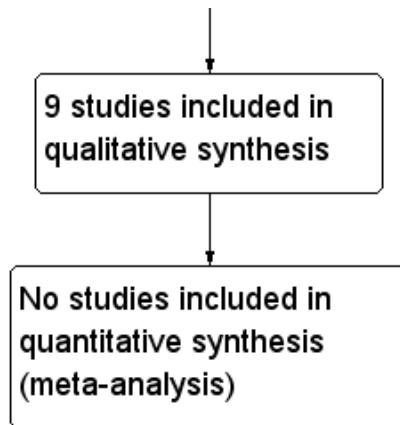 9 studies included in
qualitative synthesis
No studies included in
quantitative synthesis
(meta-analysis)